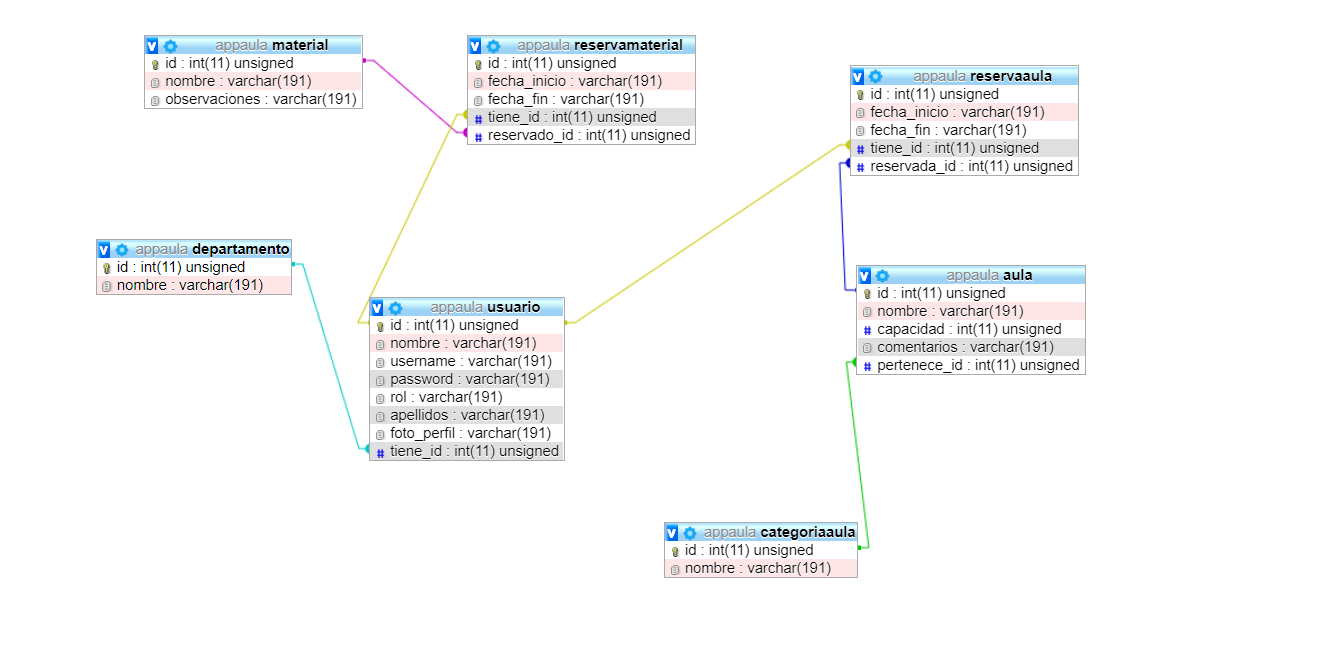 appaula material
id : int(11) unsigned
nombre : varchar(191)
observaciones : varchar(191)
appaula reservamaterial
id : int(11) unsigned
fecha_inicio : varchar(191)
fecha_fin : varchar(191)
# tiene_id : int(11) unsigned
# reservado_id : int(11) unsigned
appaula reservaaula
id : int(11) unsigned
fecha_inicio : varchar(191)
fecha_fin : varchar(191)
# tiene_id : int(11) unsigned
# reservada_id : int(11) unsigned
appaula departamento
id : int(11) unsigned
nombre : varchar(191)
appaula usuario
id : int(11) unsigned
nombre : varchar(191)
username : varchar(191)
password : varchar(191)
rol : varchar(191)
apellidos : varchar(191)
foto_perfil : varchar(191)
# tiene_id : int(11) unsigned
appaula aula
id : int(11) unsigned
nombre : varchar(191)
# capacidad : int(11) unsigned
comentarios : varchar(191)
# pertenece_id : int(11) unsigned
appaula categoriaaula
id : int(11) unsigned
nombre : varchar(191)